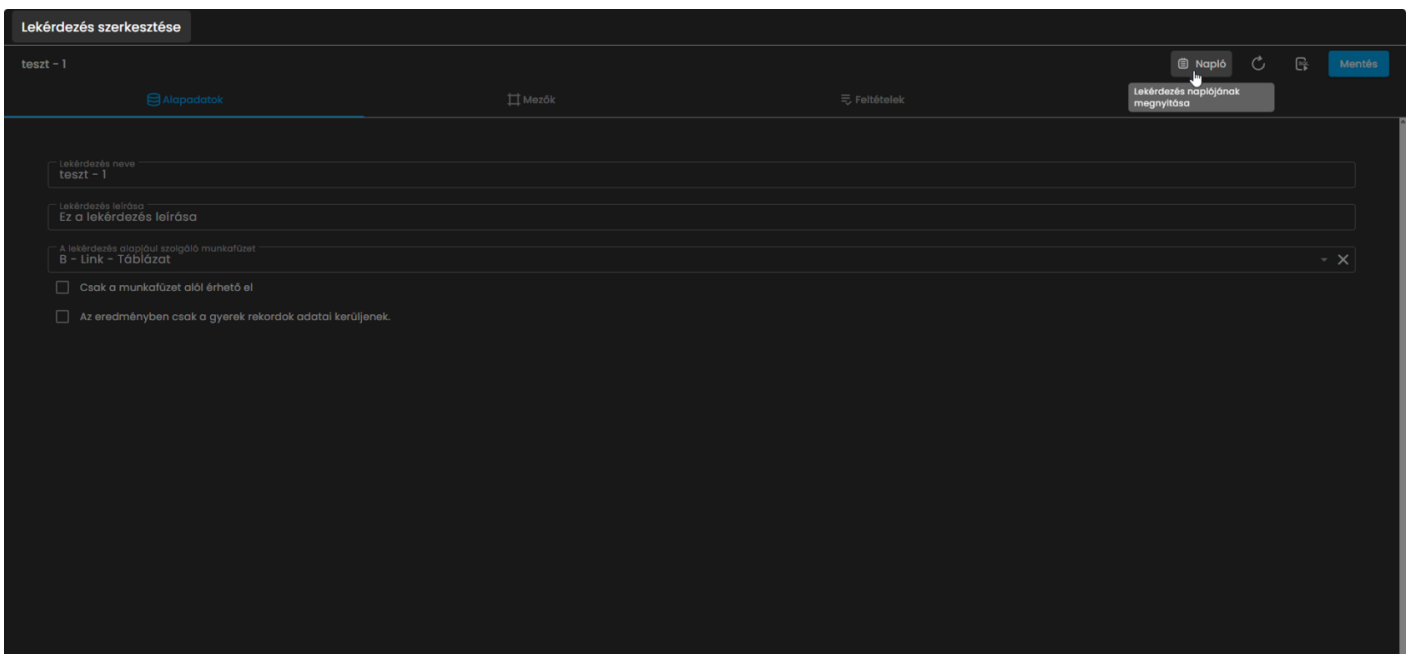 Lekérdezés szerkesztése
teszt - 1
Napló
Mentés
Lekérdezés naplójának
megnyitása
Alapadatok
Mezők
Feltételek
Lekérdezés neve
teszt - 1
Lekérdezés leírása
Ez a lekérdezés leírása
A lekérdezés alapjául szolgáló munkafüzet
B - Link - Táblázat
Csak a munkafüzet alól érhető el
Az eredményben csak a gyerek rekordok adatai kerüljenek.